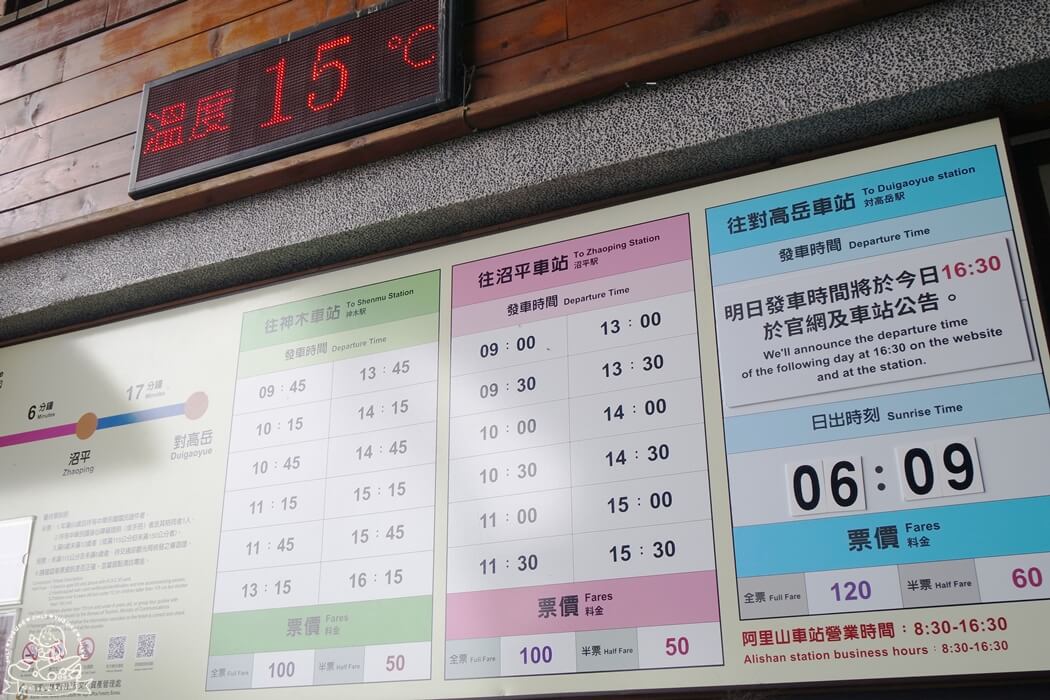 溫度 15 °C
6 分鐘
Minutes
17 分鐘
Minutes
沼平
Zhaoping
對高岳
Duigaoyue
往神木車站 To Shenmu Station
神木駅
發車時間 Departure Time
09：45 13：45
10：15 14：15
10：45 14：45
11：15 15：15
11：45 15：45
13：15 16：15
票價 Fares
料金
全票 Full Fare 100 半票 Half Fare 50
往沼平車站 To Zhaoping Station
沼平駅
發車時間 Departure Time
09：00 13：00
09：30 13：30
10：00 14：00
10：30 14：30
11：00 15：00
11：30 15：30
票價 Fares
料金
全票 Full Fare 100 半票 Half Fare 50
往對高岳車站 To Duigaoyue station
対高岳駅
發車時間 Departure Time
明日發車時間將於今日16:30
於官網及車站公告。
We'll announce the departure time
of the following day at 16:30 on the website
and at the station.
日出時刻 Sunrise Time
06：09
票價 Fares
料金
全票 Full Fare 120 半票 Half Fare 60
阿里山車站營業時間：8:30-16:30
Alishan station business hours：8:30-16:30